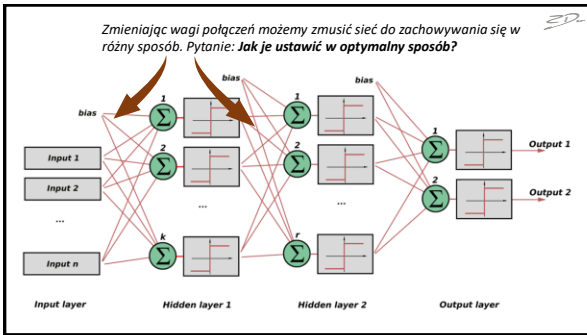 Zmieniając wagi połączeń możemy zmusić sieć do zachowywania się w
różny sposób. Pytanie: Jak je ustawić w optymalny sposób?
bias
bias
bias
1
1
1
Input 1
2
2
Output 1
Input 2
2
Output 2
...
...
...
k
r
Input n
Input layer
Hidden layer 1
Hidden layer 2
Output layer
Σ
Σ
Σ
Σ
Σ
Σ
Σ
Σ